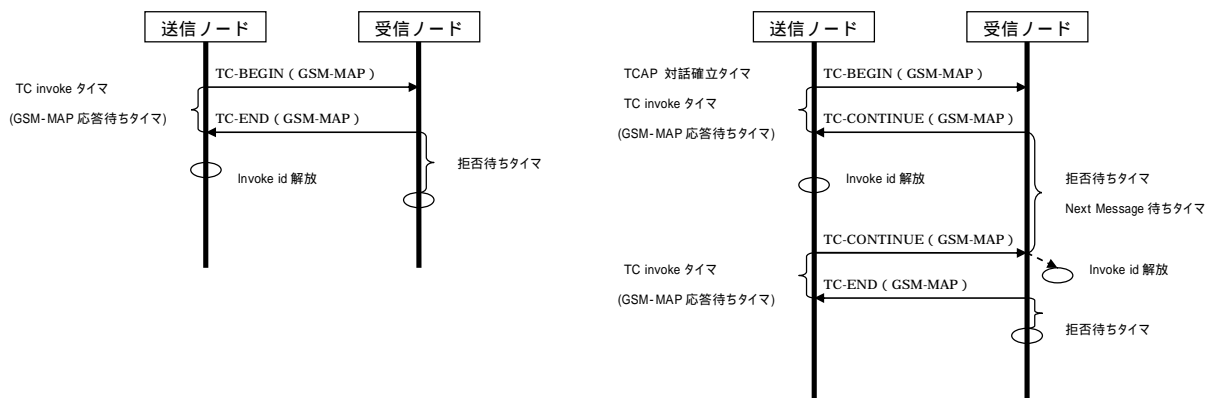 送信ノード
受信ノード
TC-BEGIN ( GSM-MAP )
TC invoke タイマ
(GSM-MAP 応答待ちタイマ)
TC-END ( GSM-MAP )
拒否待ちタイマ
Invoke id 解放
送信ノード
受信ノード
TCAP 対話確立タイマ
TC-BEGIN ( GSM-MAP )
TC invoke タイマ
(GSM-MAP 応答待ちタイマ)
TC-CONTINUE ( GSM-MAP )
Invoke id 解放
拒否待ちタイマ
Next Message 待ちタイマ
TC-CONTINUE ( GSM-MAP )
TC invoke タイマ
(GSM-MAP 応答待ちタイマ)
Invoke id 解放
TC-END ( GSM-MAP )
拒否待ちタイマ